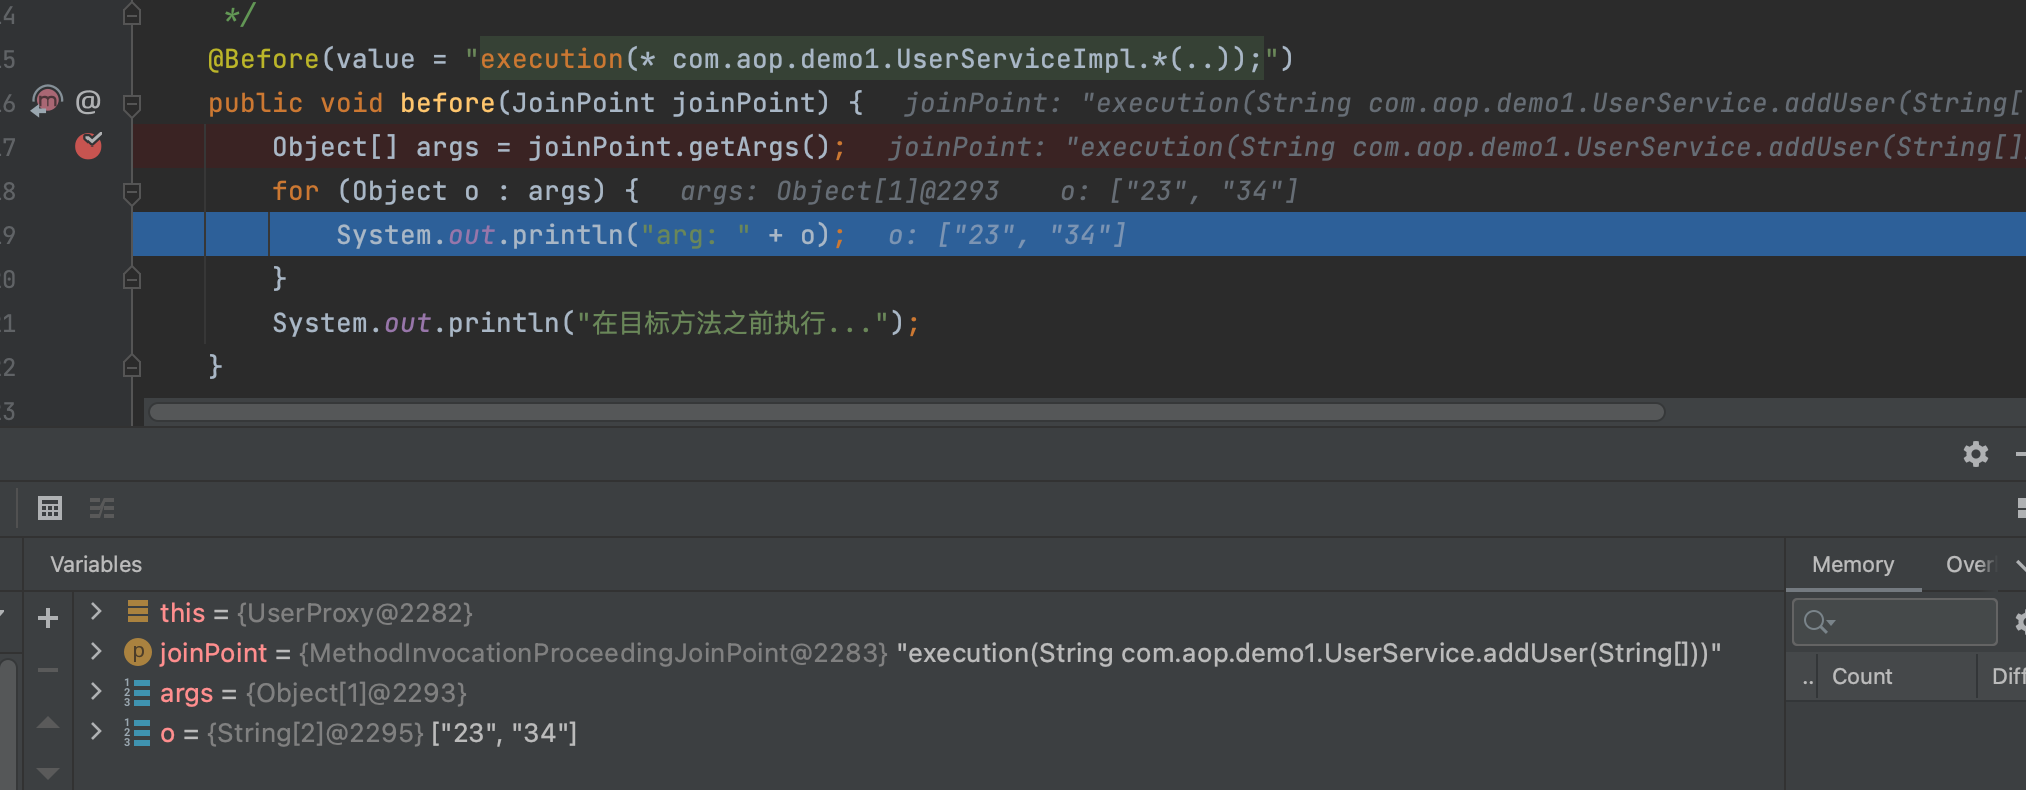 4 */
5 @Before(value = "execution(* com.aop.demo1.UserServiceImpl.*(..));")
6 @ public void before(JoinPoint joinPoint) { joinPoint: "execution(String com.aop.demo1.UserService.addUser(String[
7 Object[] args = joinPoint.getArgs(); joinPoint: "execution(String com.aop.demo1.UserService.addUser(String[]
8 for (Object o : args) { args: Object[1]@2293 o: ["23", "34"]
9 System.out.println("arg: " + o); o: ["23", "34"]
20 }
21 System.out.println("在目标方法之前执行...");
22 }
23
Variables
this = {UserProxy@2282}
joinPoint = {MethodInvocationProceedingJoinPoint@2283} "execution(String com.aop.demo1.UserService.addUser(String[]))"
args = {Object[1]@2293}
o = {String[2]@2295} ["23", "34"]
Memory Over
.. Count Diff